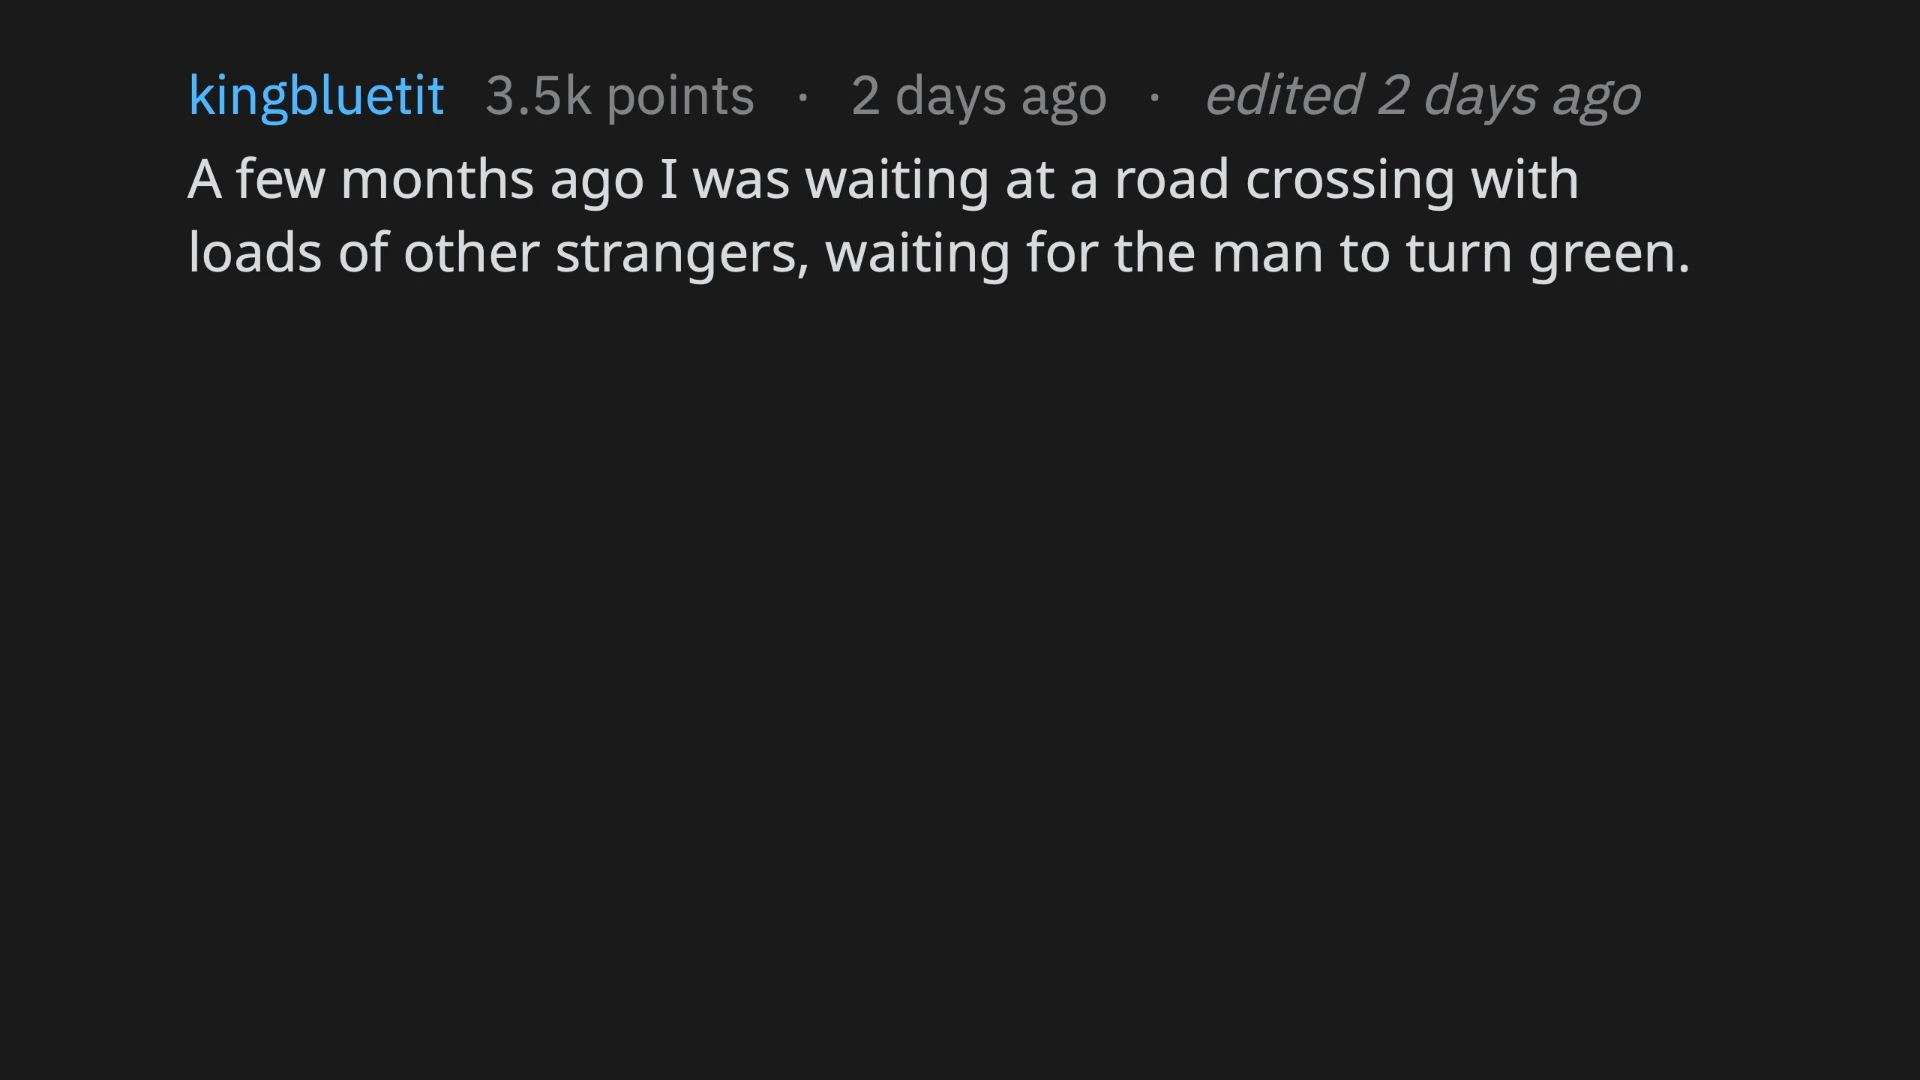 kingbluetit 3.5k points · 2 days ago · edited 2 days ago
A few months ago I was waiting at a road crossing with
loads of other strangers, waiting for the man to turn green.